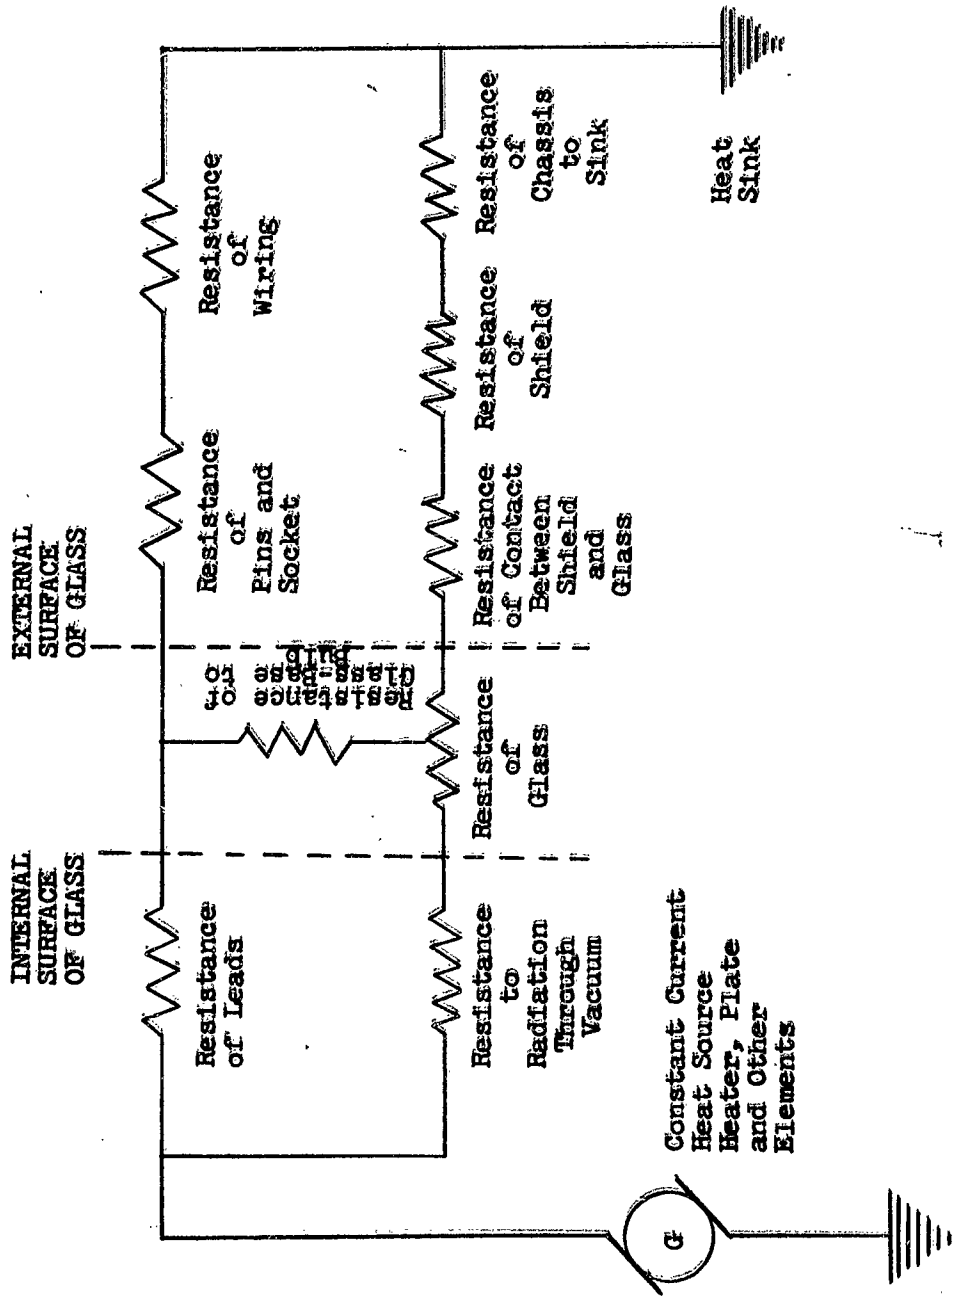 INTERNAL
SURFACE
OF GLASS
EXTERNAL
SURFACE
OF GLASS
Resistance
of Leads
Resistance of
Glass-Base to
Bulb
Resistance
of
Pins and
Socket
Resistance
of
Wiring
Resistance
to
Radiation
Through
Vacuum
Resistance
of
Glass
Resistance
of Contact
Between
Shield
and
Glass
Resistance
of
Shield
Resistance
of
Chassis
to
Sink
Constant Current
Heat Source
Heater, Plate
and Other
Elements
G
Heat
Sink